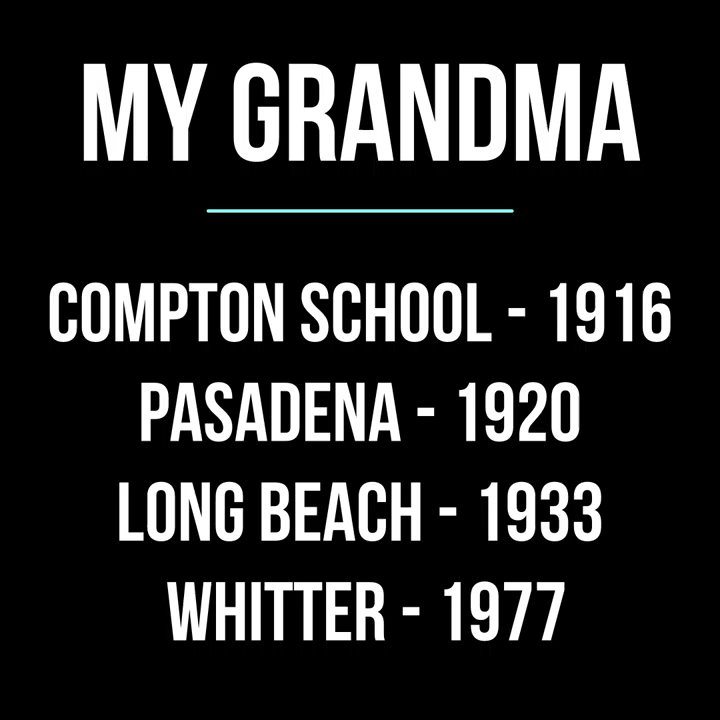 MY GRANDMA
COMPTON SCHOOL - 1916
PASADENA - 1920
LONG BEACH - 1933
WHITTER - 1977